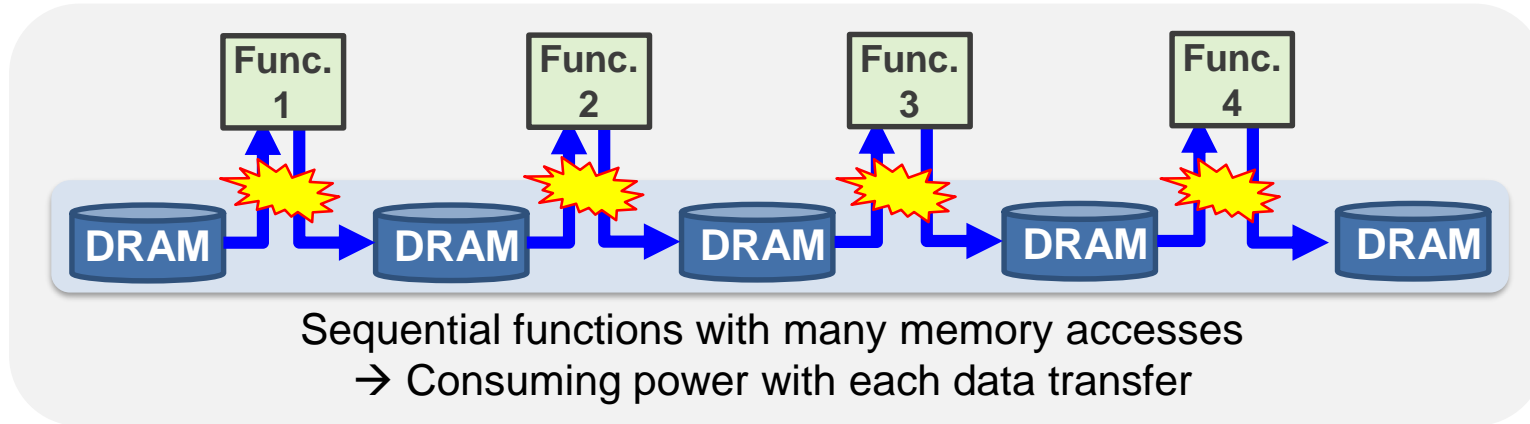 Func.
1
Func.
2
Func.
3
Func.
4
DRAM
DRAM
DRAM
DRAM
DRAM
Sequential functions with many memory accesses
→ Consuming power with each data transfer